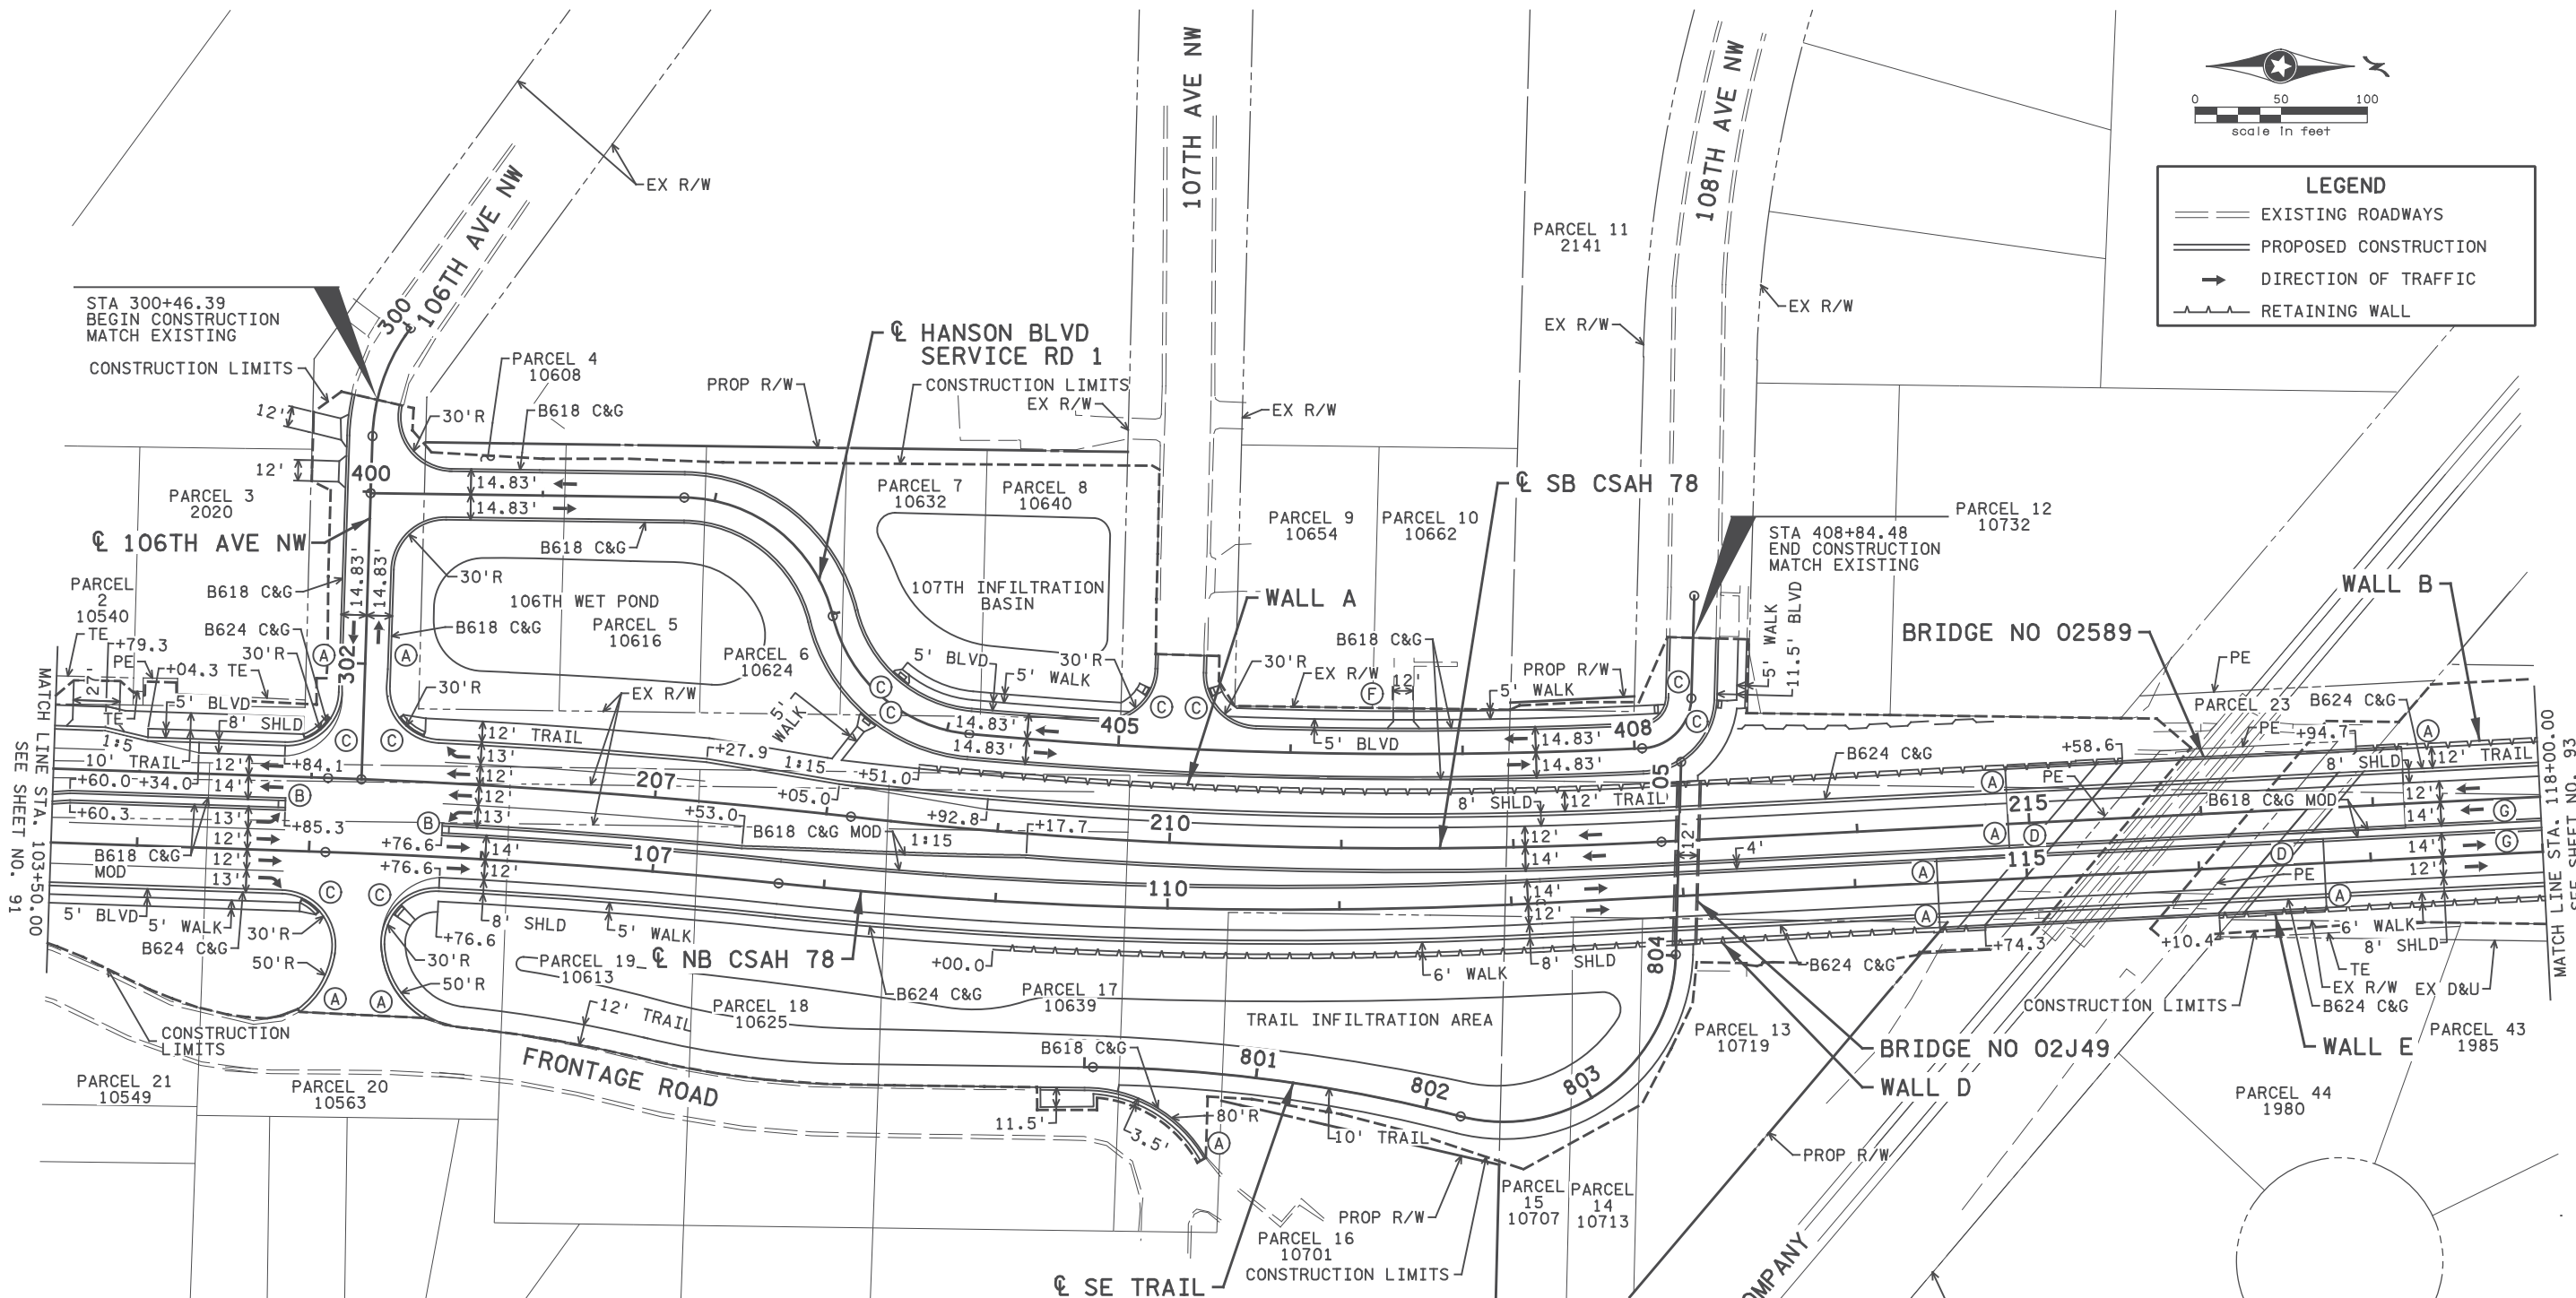 0 50 100
scale in feet
LEGEND
EXISTING ROADWAYS
PROPOSED CONSTRUCTION
DIRECTION OF TRAFFIC
RETAINING WALL
107TH AVE NW
108TH AVE NW
106TH AVE NW
300
EX R/W
PARCEL 11
2141
EX R/W
EX R/W
STA 300+46.39
BEGIN CONSTRUCTION
MATCH EXISTING
CONSTRUCTION LIMITS
℄ HANSON BLVD
SERVICE RD 1
PARCEL 4
10608
PROP R/W
CONSTRUCTION LIMITS
EX R/W
EX R/W
12'
30'R
B618 C&G
12'
400
14.83'
14.83'
PARCEL 3
2020
PARCEL 7
10632
PARCEL 8
10640
℄ SB CSAH 78
PARCEL 9
10654
PARCEL 10
10662
PARCEL 12
10732
STA 408+84.48
END CONSTRUCTION
MATCH EXISTING
℄ 106TH AVE NW
B618 C&G
14.83'
14.83'
30'R
107TH INFILTRATION
BASIN
PARCEL
2
10540
B618 C&G
106TH WET POND
PARCEL 5
10616
WALL A
WALL B
BRIDGE NO 02589
5' WALK
11.5' BLVD
TE
+79.3
PE
+04.3
TE
B624 C&G
30'R
A
A
B618 C&G
302
PARCEL 6
10624
5' BLVD
5' WALK
30'R
30'R
EX R/W
B618 C&G
F
12'
PROP R/W
5'
WALK
C
PE
PARCEL 23
B624 C&G
27'
TE
5' BLVD
8' SHLD
30'R
EX R/W
5'
WALK
C
C
C
C
C
1:5
10' TRAIL
12'
+84.1
C
C
12' TRAIL
13'
12'
+27.9
1:15
+51.0
14.83'
14.83'
405
5' BLVD
408
14.83'
14.83'
B624 C&G
+58.6
PE
+94.7
A
12' TRAIL
8' SHLD
MATCH LINE STA. 103+50.00
SEE SHEET NO. 91
+60.0
+34.0
14'
B
207
+05.0
8' SHLD
12' TRAIL
805
A
PE
215
B618 C&G MOD
12'
14'
G
+60.3
13'
+85.3
B
12'
13'
+53.0
+92.8
B618 C&G MOD
1:15
+17.7
210
12'
14'
12'
4'
A
D
MATCH LINE STA. 118+00.00
SEE SHEET NO. 93
B618 C&G
MOD
12'
12'
13'
+76.6
+76.6
14'
12'
107
110
14'
12'
A
115
D
PE
14'
12'
G
5' BLVD
5' WALK
B624 C&G
C
C
30'R
50'R
+76.6
8' SHLD
5' WALK
30'R
50'R
℄ NB CSAH 78
+00.0
B624 C&G
6' WALK
8' SHLD
804
B624 C&G
A
+74.3
+10.4
A
6' WALK
8' SHLD
TE
EX R/W
EX D&U
B624 C&G
CONSTRUCTION LIMITS
A
A
CONSTRUCTION
LIMITS
PARCEL 19
10613
12' TRAIL
PARCEL 18
10625
PARCEL 17
10639
TRAIL INFILTRATION AREA
PARCEL 13
10719
BRIDGE NO 02J49
WALL D
WALL E
PARCEL 43
1985
PARCEL 44
1980
PARCEL 21
10549
PARCEL 20
10563
FRONTAGE ROAD
B618 C&G
801
802
803
11.5'
3.5'
80'R
A
10' TRAIL
PROP R/W
PARCEL
15
10707
PARCEL
14
10713
PROP R/W
PARCEL 16
10701
CONSTRUCTION LIMITS
℄ SE TRAIL
OMPANY